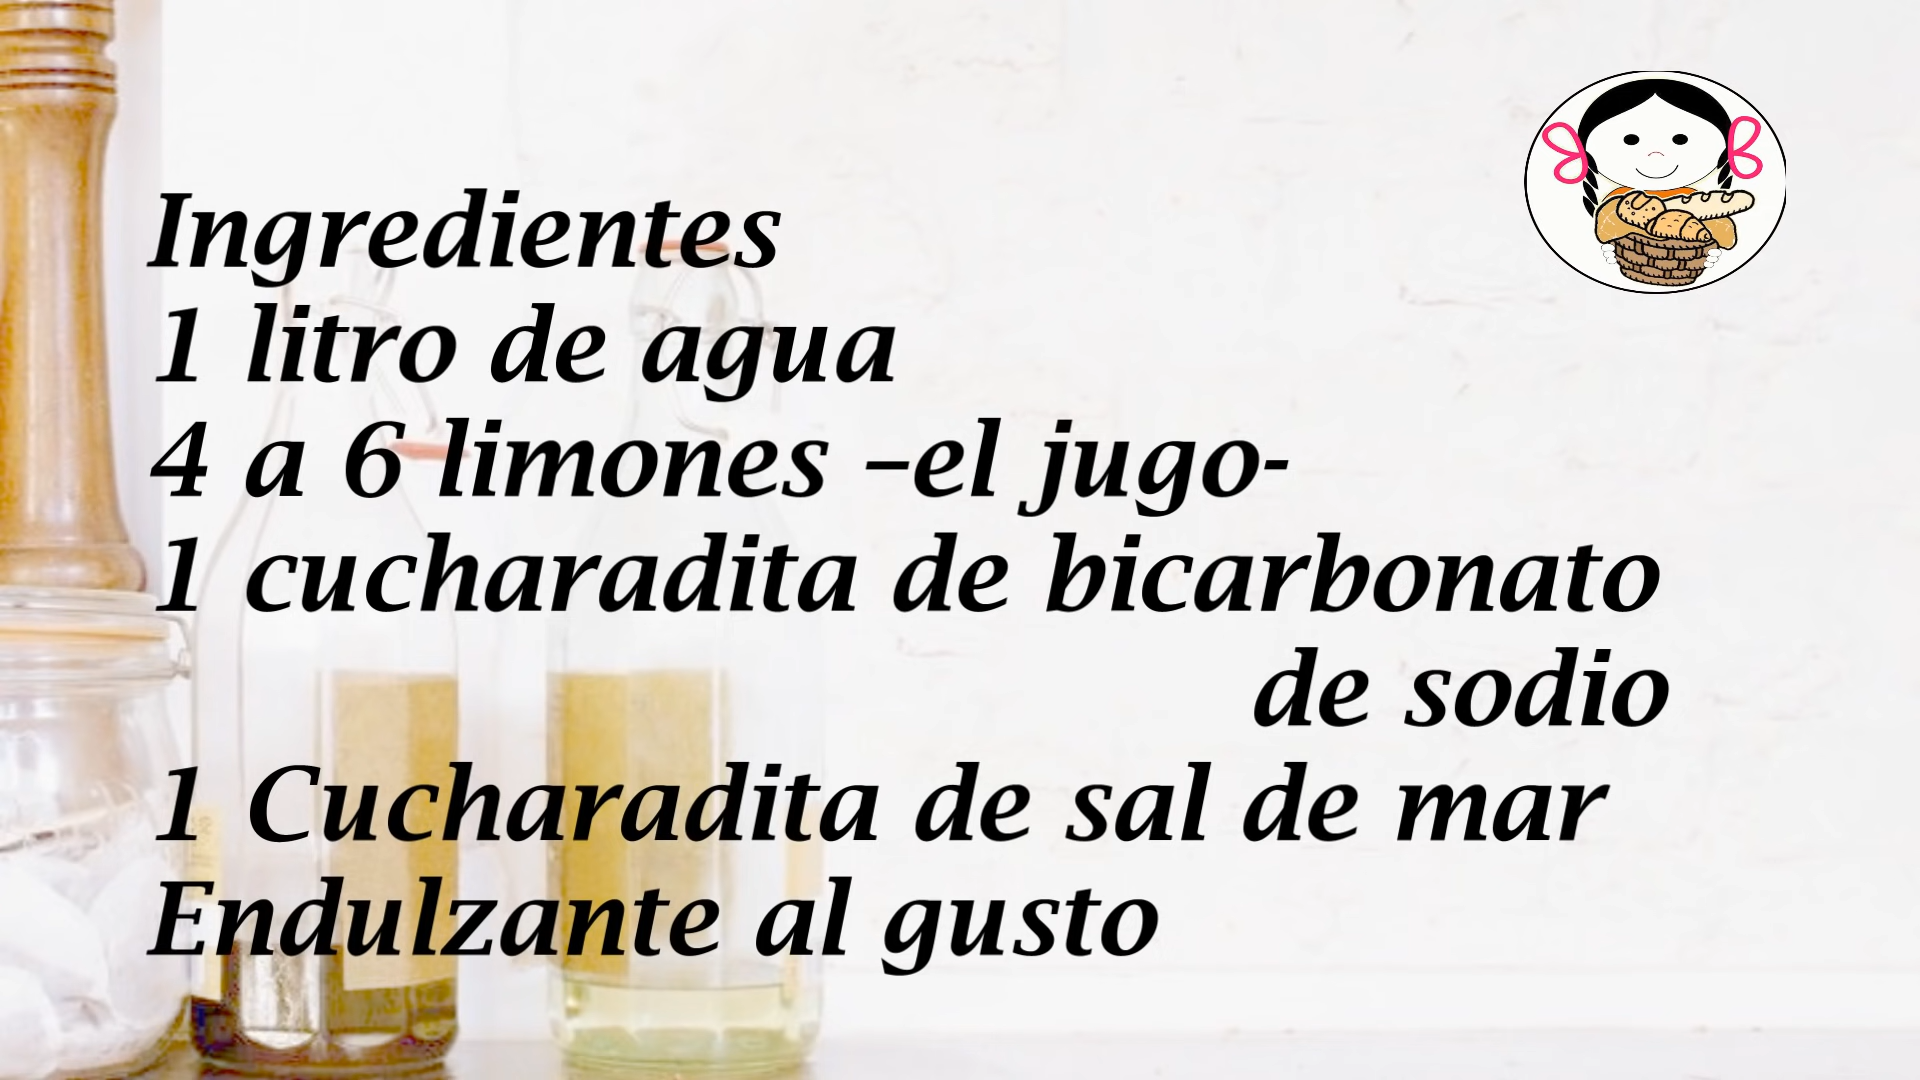 Ingredientes
1 litro de agua
4 a 6 limones –el jugo-
1 cucharadita de bicarbonato
de sodio
1 Cucharadita de sal de mar
Endulzante al gusto